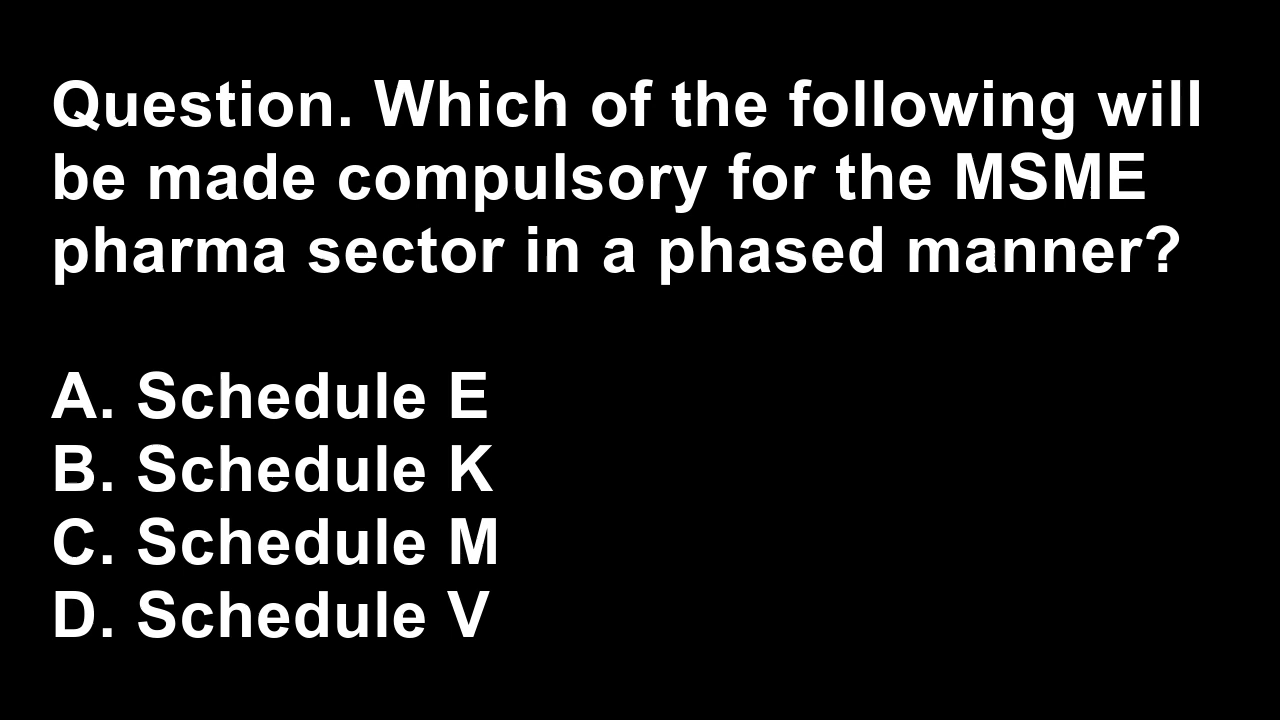 Question. Which of the following will
be made compulsory for the MSME
pharma sector in a phased manner?
A. Schedule E
B. Schedule K
C. Schedule M
D. Schedule V